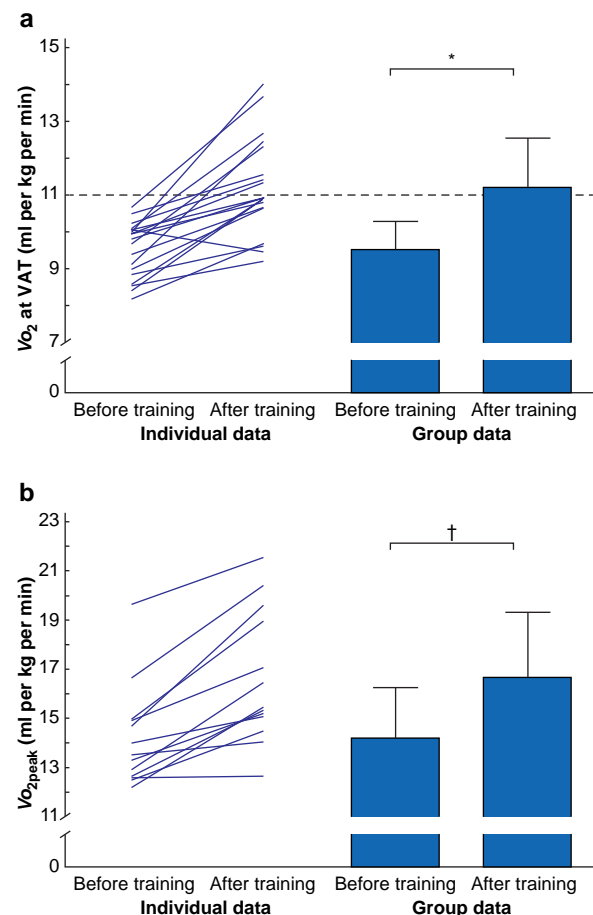 a
Vo2 at VAT (ml per kg per min)
15
13
11
9
7
0
*
Before training After training Before training After training
Individual data Group data
b
Vo2peak (ml per kg per min)
23
21
19
17
15
13
11
0
†
Before training After training Before training After training
Individual data Group data